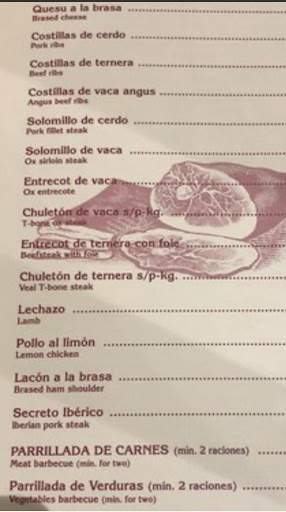 Quesu a la brasa ........................
Brased cheese
Costillas de cerdo ........................
Pork ribs
Costillas de ternera ........................
Beef ribs
Costillas de vaca angus ........................
Angus beef ribs
Solomillo de cerdo ........................
Pork fillet steak
Solomillo de vaca ........................
Ox sirloin steak
Entrecot de vaca ........................
Ox entrecote
Chuletón de vaca s/p-kg. ........................
T-bone ox steak
Entrecot de ternera con foie ........................
Beefsteak with foie
Chuletón de ternera s/p-kg. ........................
Veal T-bone steak
Lechazo ........................
Lamb
Pollo al limón ........................
Lemon chicken
Lacón a la brasa ........................
Brased ham shoulder
Secreto Ibérico ........................
Iberian pork steak
PARRILLADA DE CARNES (min. 2 raciones) ......
Meat barbecue (min. for two)
Parrillada de Verduras (min. 2 raciones) ..........
Vegetables barbecue (min. for two)